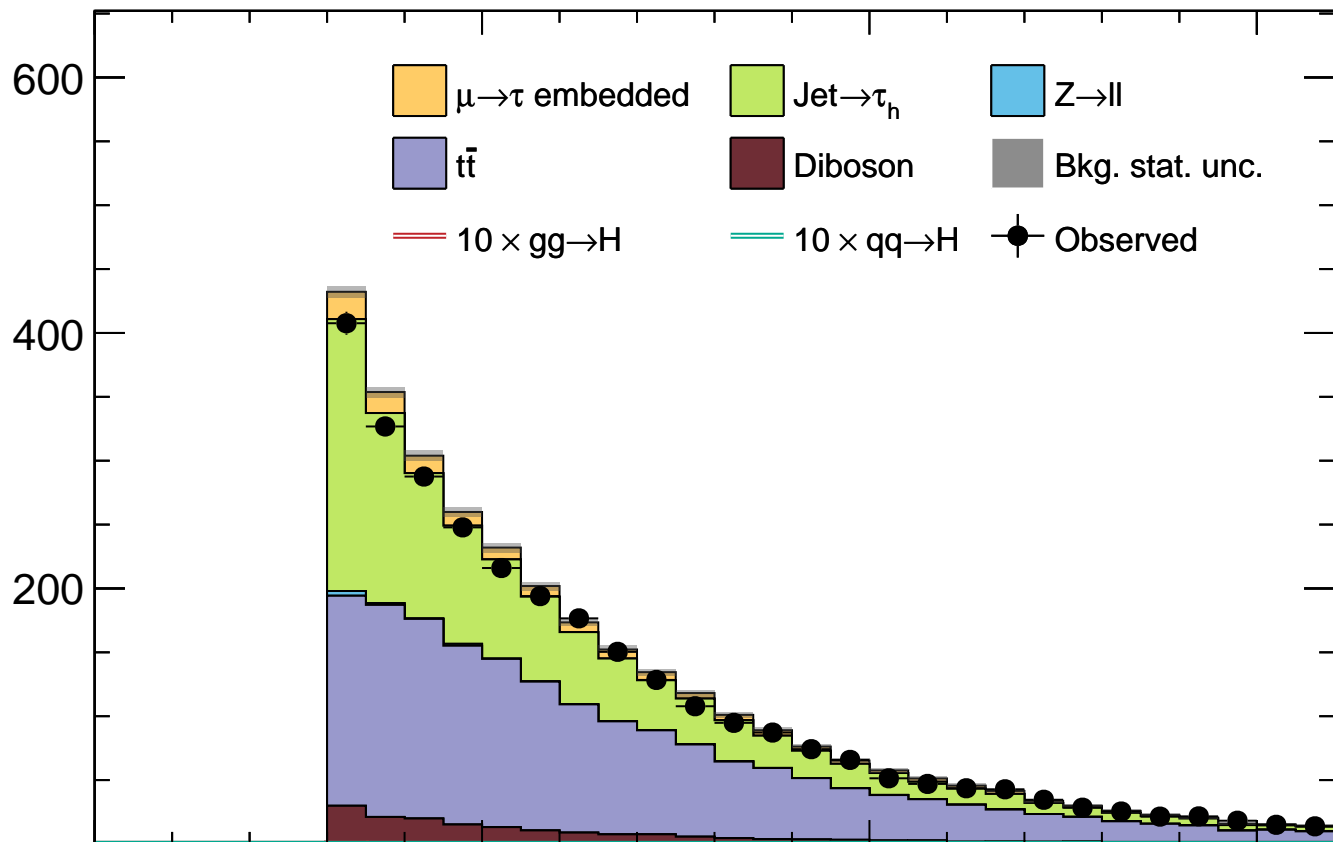 600
μ→τ embedded Jet→τh Z→ll
tt̄ Diboson Bkg. stat. unc.
10 × gg→H 10 × qq→H Observed
400
200